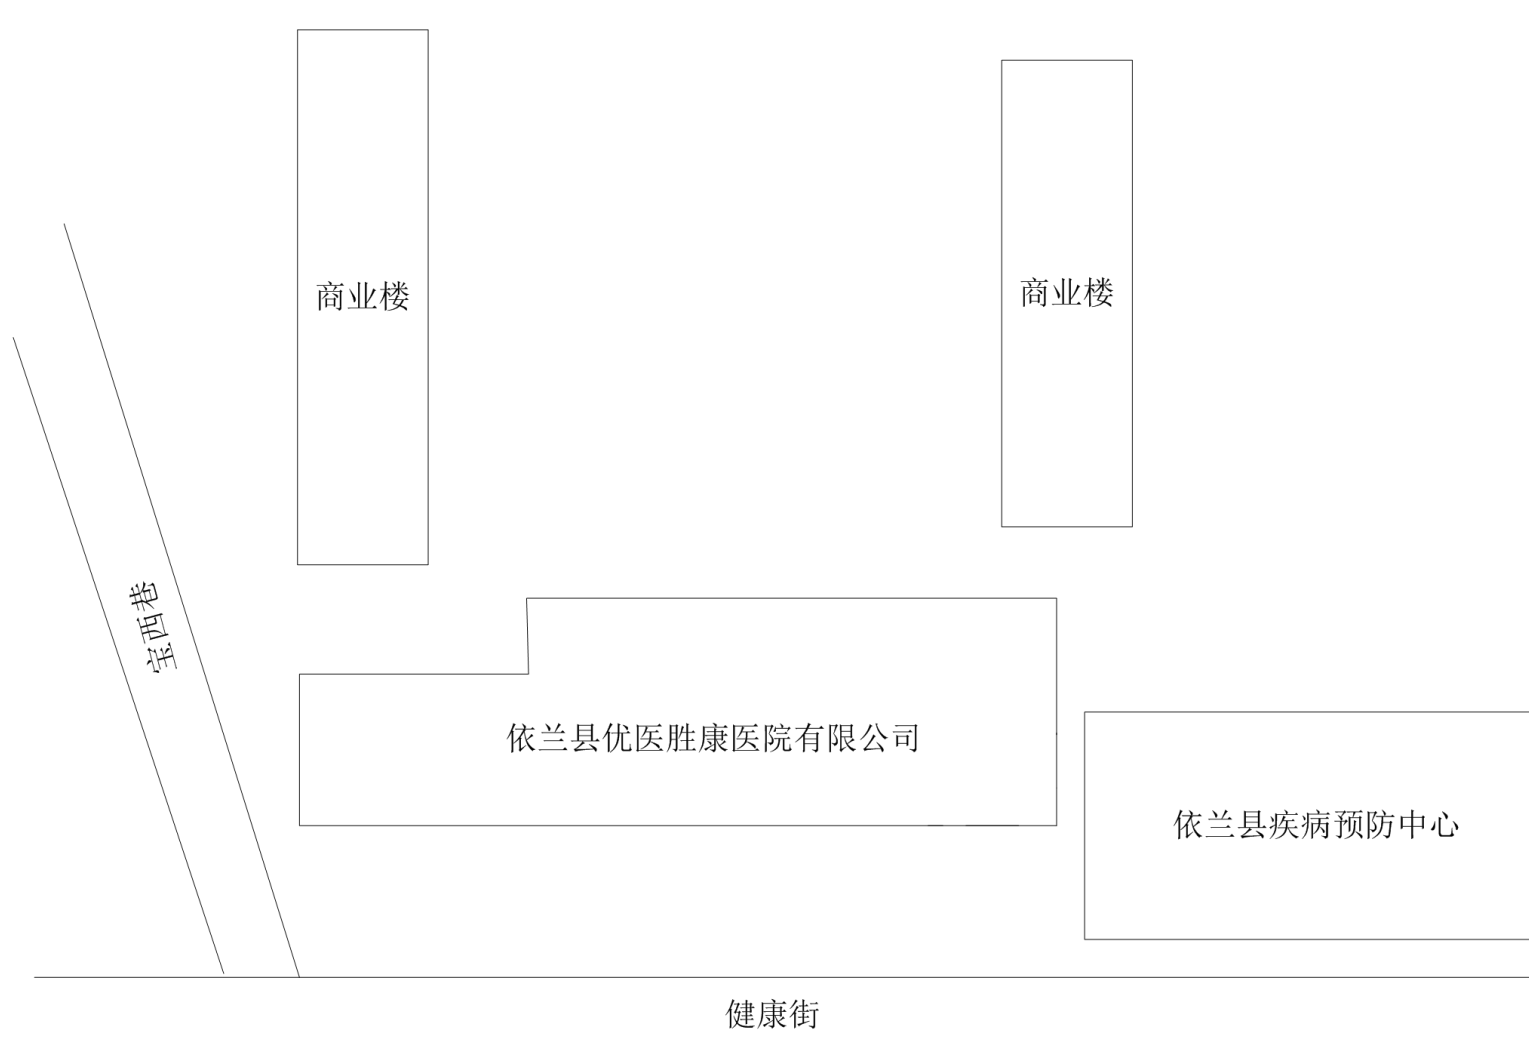 商业楼
商业楼
宝西巷
依兰县优医胜康医院有限公司
依兰县疾病预防中心
健康街